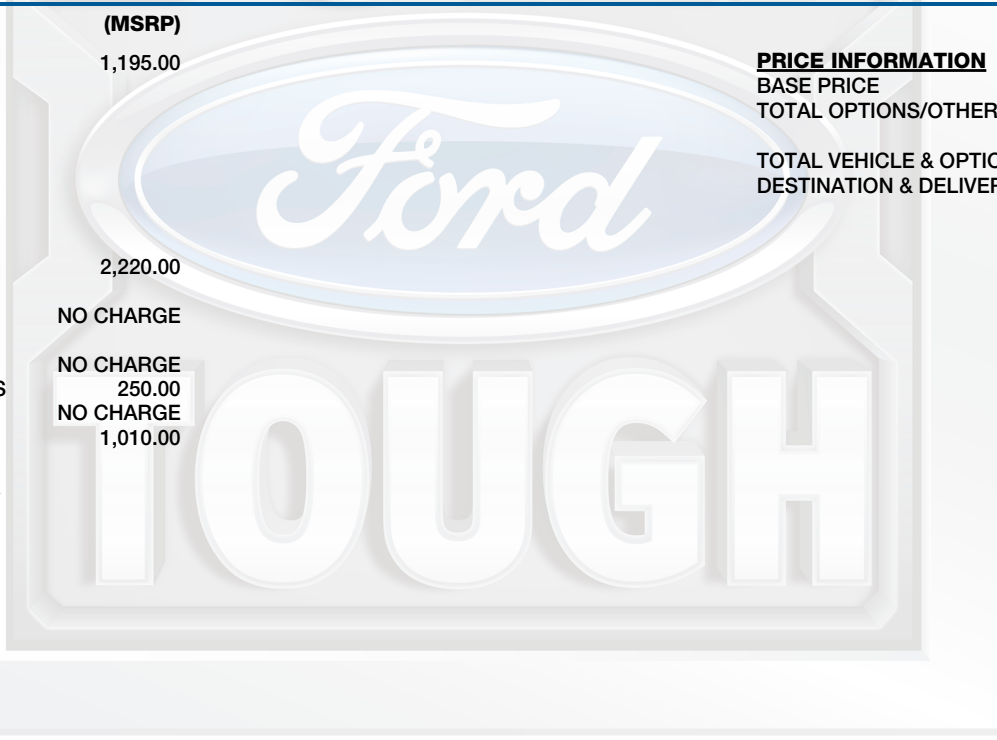 (MSRP)
1,195.00
2,220.00
NO CHARGE
NO CHARGE
S 250.00
NO CHARGE
1,010.00
PRICE INFORMATION
BASE PRICE
TOTAL OPTIONS/OTHER
TOTAL VEHICLE & OPTIO
DESTINATION & DELIVER
Ford
TOUGH